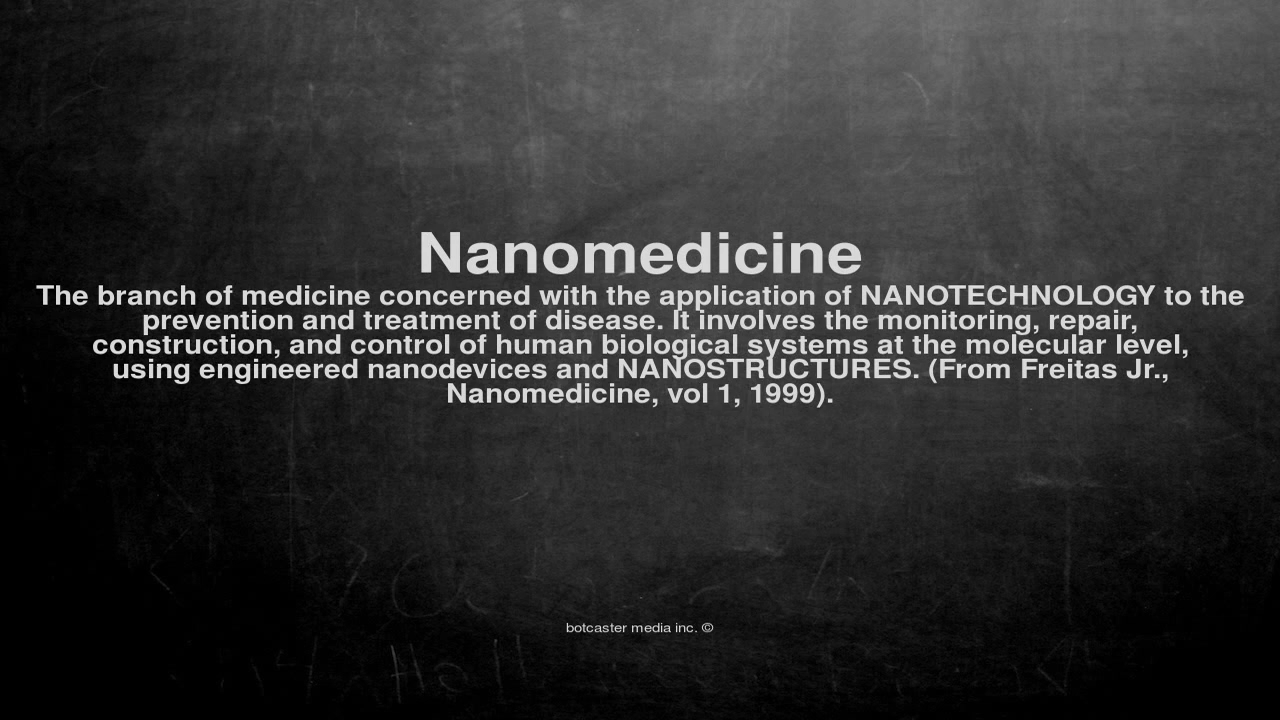 Nanomedicine
The branch of medicine concerned with the application of NANOTECHNOLOGY to the
prevention and treatment of disease. It involves the monitoring, repair,
construction, and control of human biological systems at the molecular level,
using engineered nanodevices and NANOSTRUCTURES. (From Freitas Jr.,
Nanomedicine, vol 1, 1999).
botcaster media inc. ©